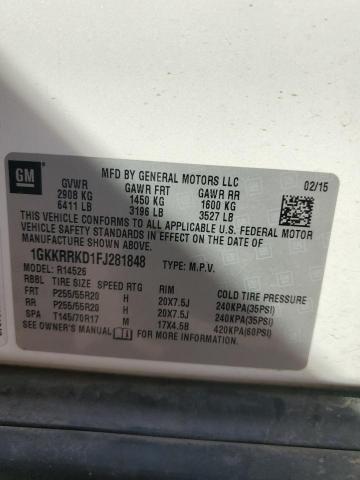 GM
MFD BY GENERAL MOTORS LLC 02/15
GVWR GAWR FRT GAWR RR
2908 KG 1450 KG 1600 KG
6411 LB 3196 LB 3527 LB
THIS VEHICLE CONFORMS TO ALL APPLICABLE U.S. FEDERAL MOTOR
VEHICLE SAFETY STANDARDS IN EFFECT ON THE DATE OF
MANUFACTURE SHOWN ABOVE.
1GKKRRKD1FJ281848 TYPE: M.P.V.
R14526
RBBL TIRE SIZE SPEED RTG RIM COLD TIRE PRESSURE
FRT P255/55R20 H 20X7.5J 240KPA(35PSI)
RR P255/55R20 H 20X7.5J 240KPA(35PSI)
SPA T145/70R17 M 17X4.5B 420KPA(60PSI)
SEE OWNER'S MANUAL FOR MORE INFORMATION.